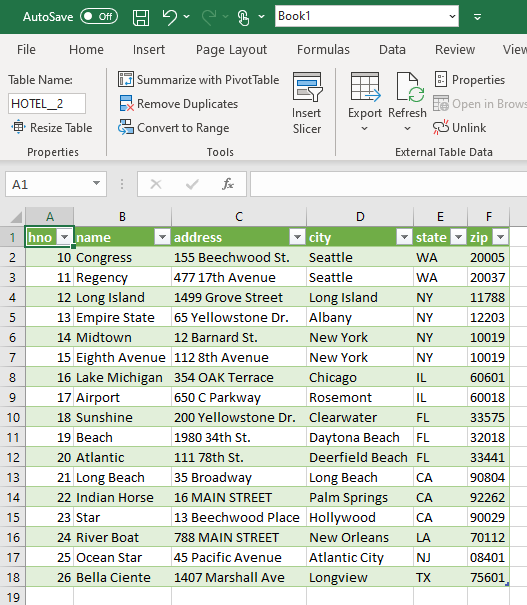 AutoSave Off Book1
File Home Insert Page Layout Formulas Data Review View
Table Name:
HOTEL__2
Resize Table
Properties
Summarize with PivotTable
Remove Duplicates
Convert to Range
Insert
Slicer
Tools
Export Refresh
Properties
Open in Brows
Unlink
External Table Data
A1 fx
A B C D E F
1 hno name address city state zip
2 10 Congress 155 Beechwood St. Seattle WA 20005
3 11 Regency 477 17th Avenue Seattle WA 20037
4 12 Long Island 1499 Grove Street Long Island NY 11788
5 13 Empire State 65 Yellowstone Dr. Albany NY 12203
6 14 Midtown 12 Barnard St. New York NY 10019
7 15 Eighth Avenue 112 8th Avenue New York NY 10019
8 16 Lake Michigan 354 OAK Terrace Chicago IL 60601
9 17 Airport 650 C Parkway Rosemont IL 60018
10 18 Sunshine 200 Yellowstone Dr. Clearwater FL 33575
11 19 Beach 1980 34th St. Daytona Beach FL 32018
12 20 Atlantic 111 78th St. Deerfield Beach FL 33441
13 21 Long Beach 35 Broadway Long Beach CA 90804
14 22 Indian Horse 16 MAIN STREET Palm Springs CA 92262
15 23 Star 13 Beechwood Place Hollywood CA 90029
16 24 River Boat 788 MAIN STREET New Orleans LA 70112
17 25 Ocean Star 45 Pacific Avenue Atlantic City NJ 08401
18 26 Bella Ciente 1407 Marshall Ave Longview TX 75601
19